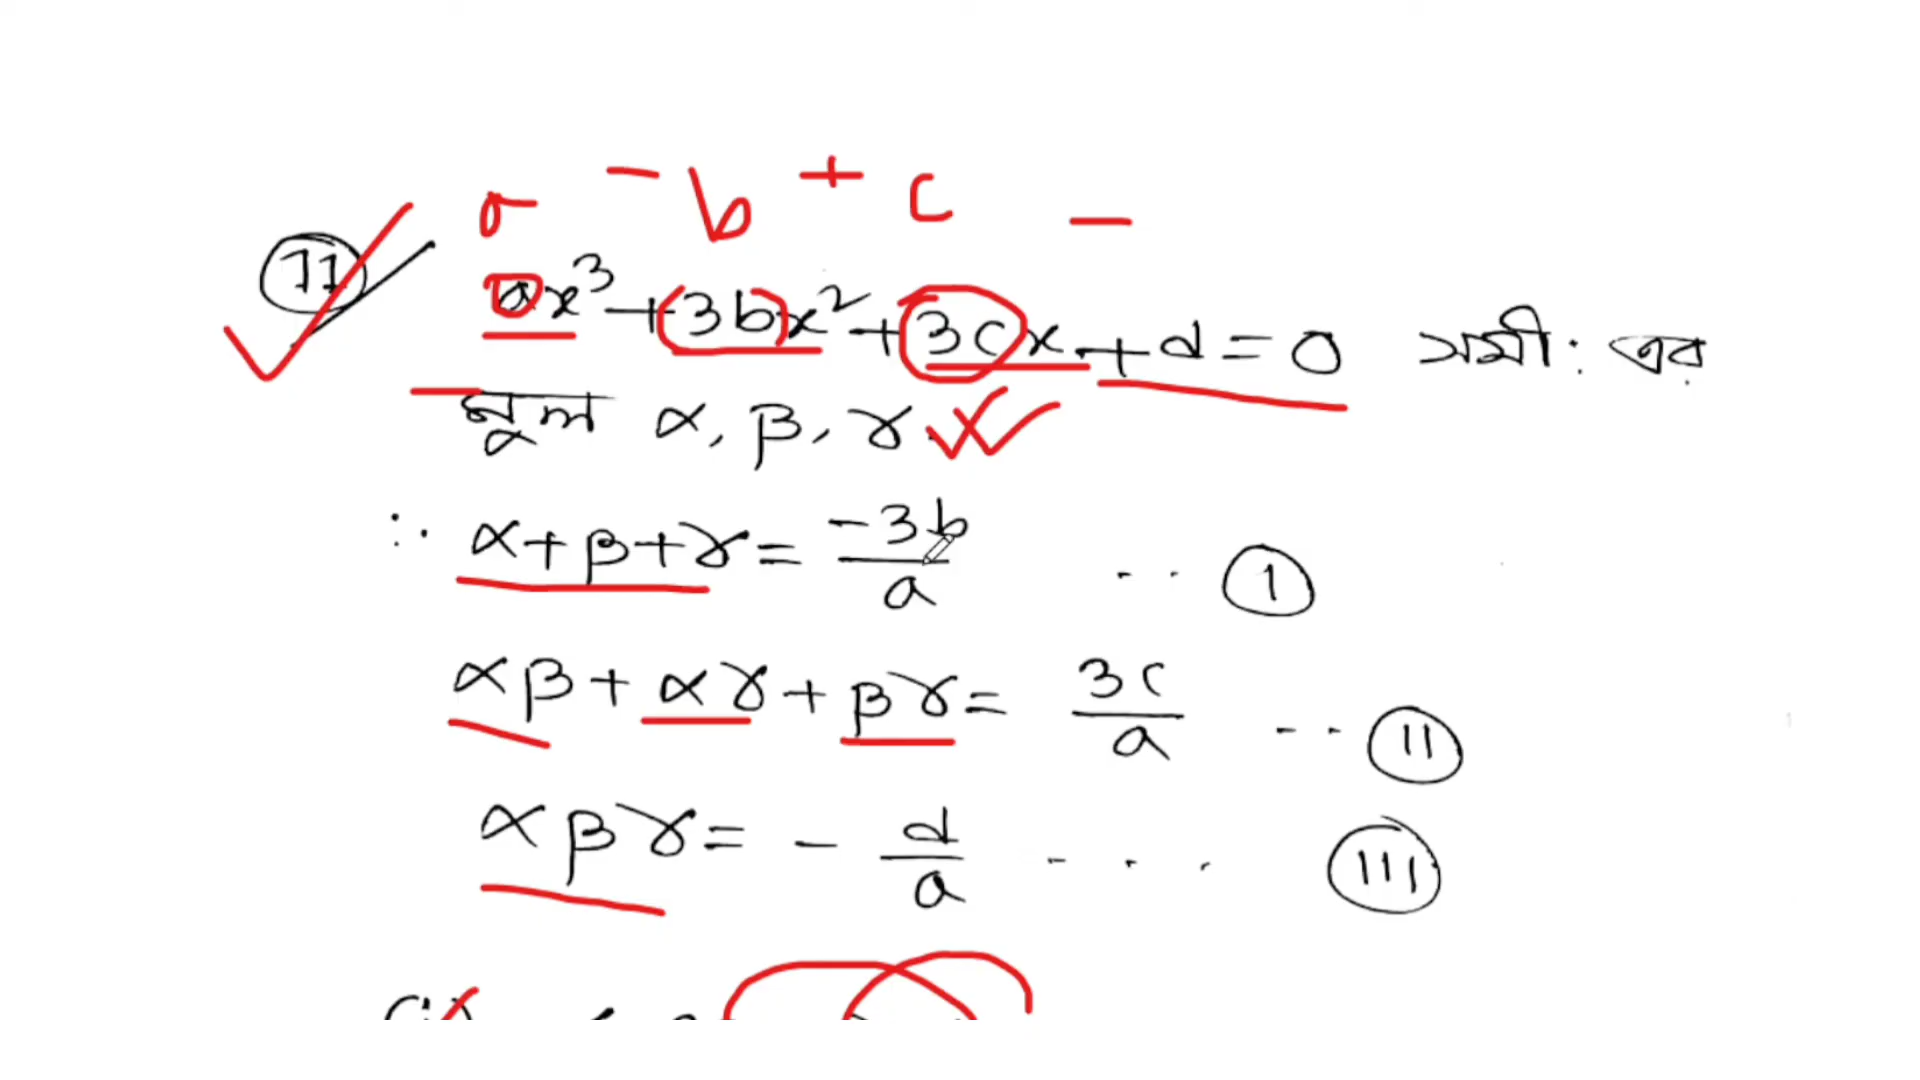 a - b + c -
11 ax³ + 3bx² + 3cx + d = 0 সমী: এর
মূল α, β, γ
∴ α + β + γ = -3b/a .. I
αβ + αγ + βγ = 3c/a .. II
αβγ = - d/a ... III